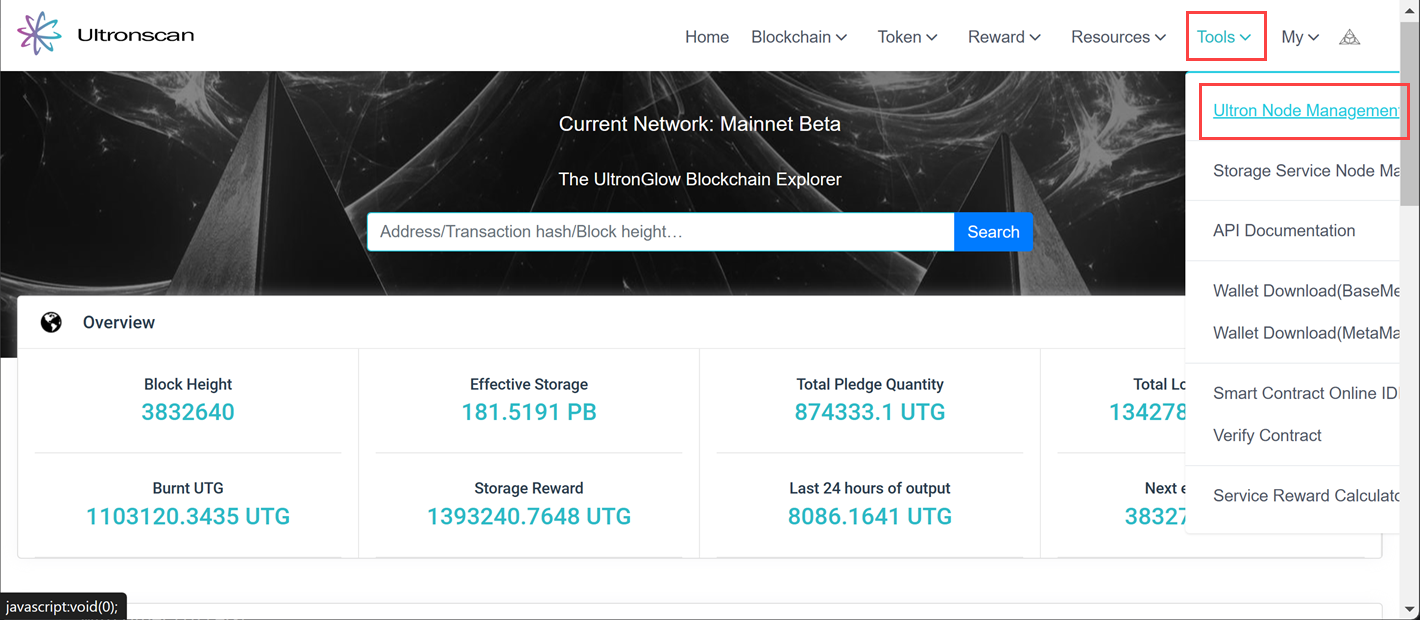 Ultronscan
Home Blockchain Token Reward Resources Tools My
Current Network: Mainnet Beta
The UltronGlow Blockchain Explorer
Address/Transaction hash/Block height… Search
Ultron Node Management
Storage Service Node Ma
API Documentation
Wallet Download(BaseMe
Wallet Download(MetaMa
Smart Contract Online ID
Verify Contract
Service Reward Calculato
Overview
Block Height Effective Storage Total Pledge Quantity Total Lo
3832640 181.5191 PB 874333.1 UTG 134278
Burnt UTG Storage Reward Last 24 hours of output Next e
1103120.3435 UTG 1393240.7648 UTG 8086.1641 UTG 38327
javascript:void(0);